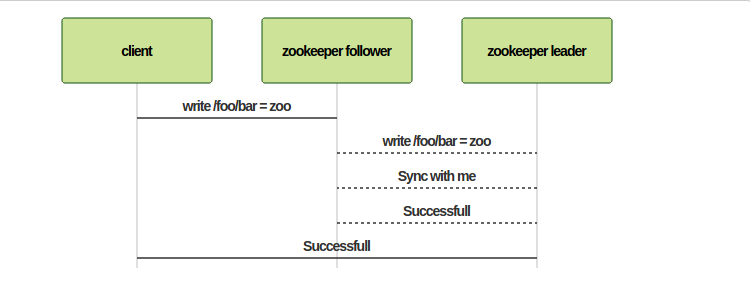 client
zookeeper follower
zookeeper leader
write /foo/bar = zoo
write /foo/bar = zoo
Sync with me
Successfull
Successfull